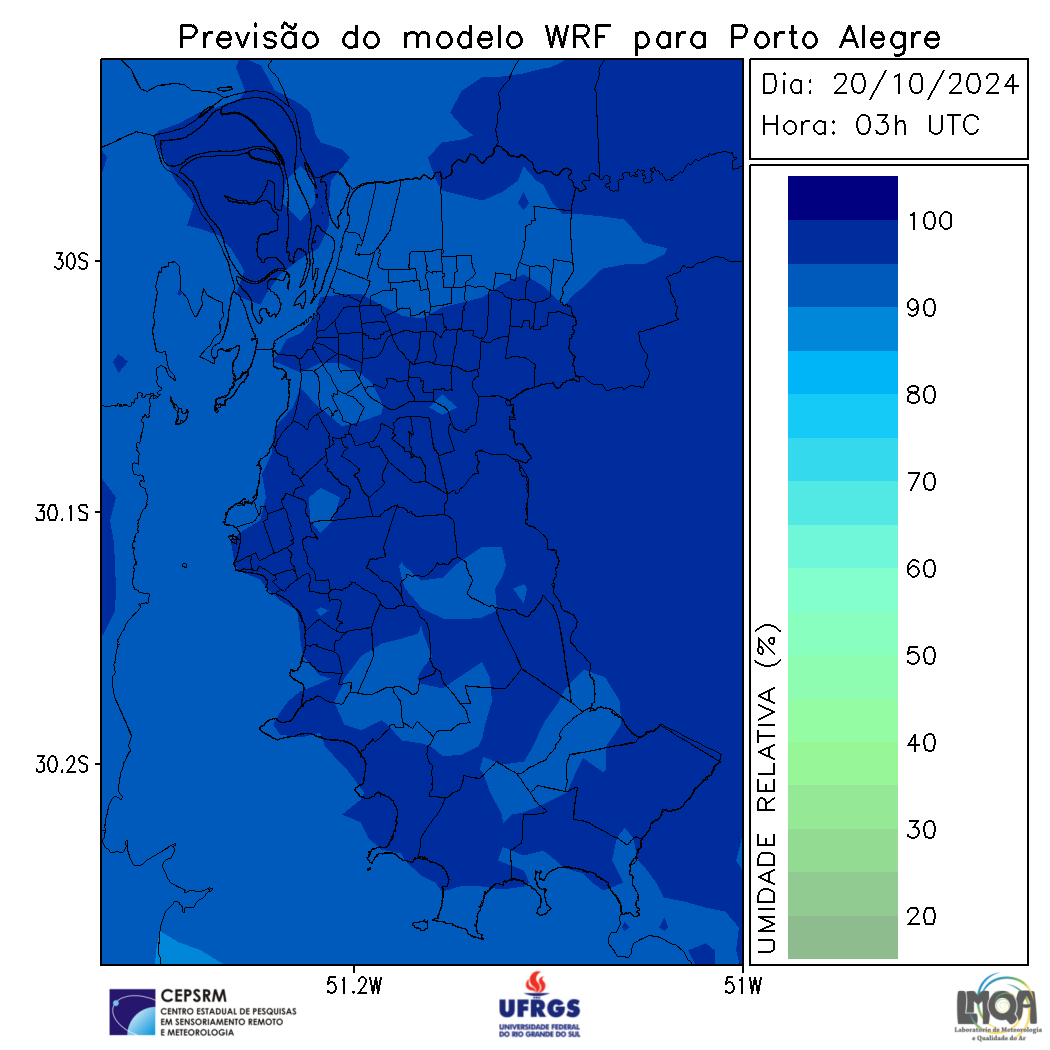 Previsão do modelo WRF para Porto Alegre
Dia: 20/10/2024
Hora: 03h UTC
30S
30.1S
30.2S
51.2W
51W
UMIDADE RELATIVA (%)
100
90
80
70
60
50
40
30
20
CEPSRM
CENTRO ESTADUAL DE PESQUISAS
EM SENSORIAMENTO REMOTO
E METEOROLOGIA
UFRGS
UNIVERSIDADE FEDERAL
DO RIO GRANDE DO SUL
LMQA
Laboratório de Meteorologia
e Qualidade do Ar